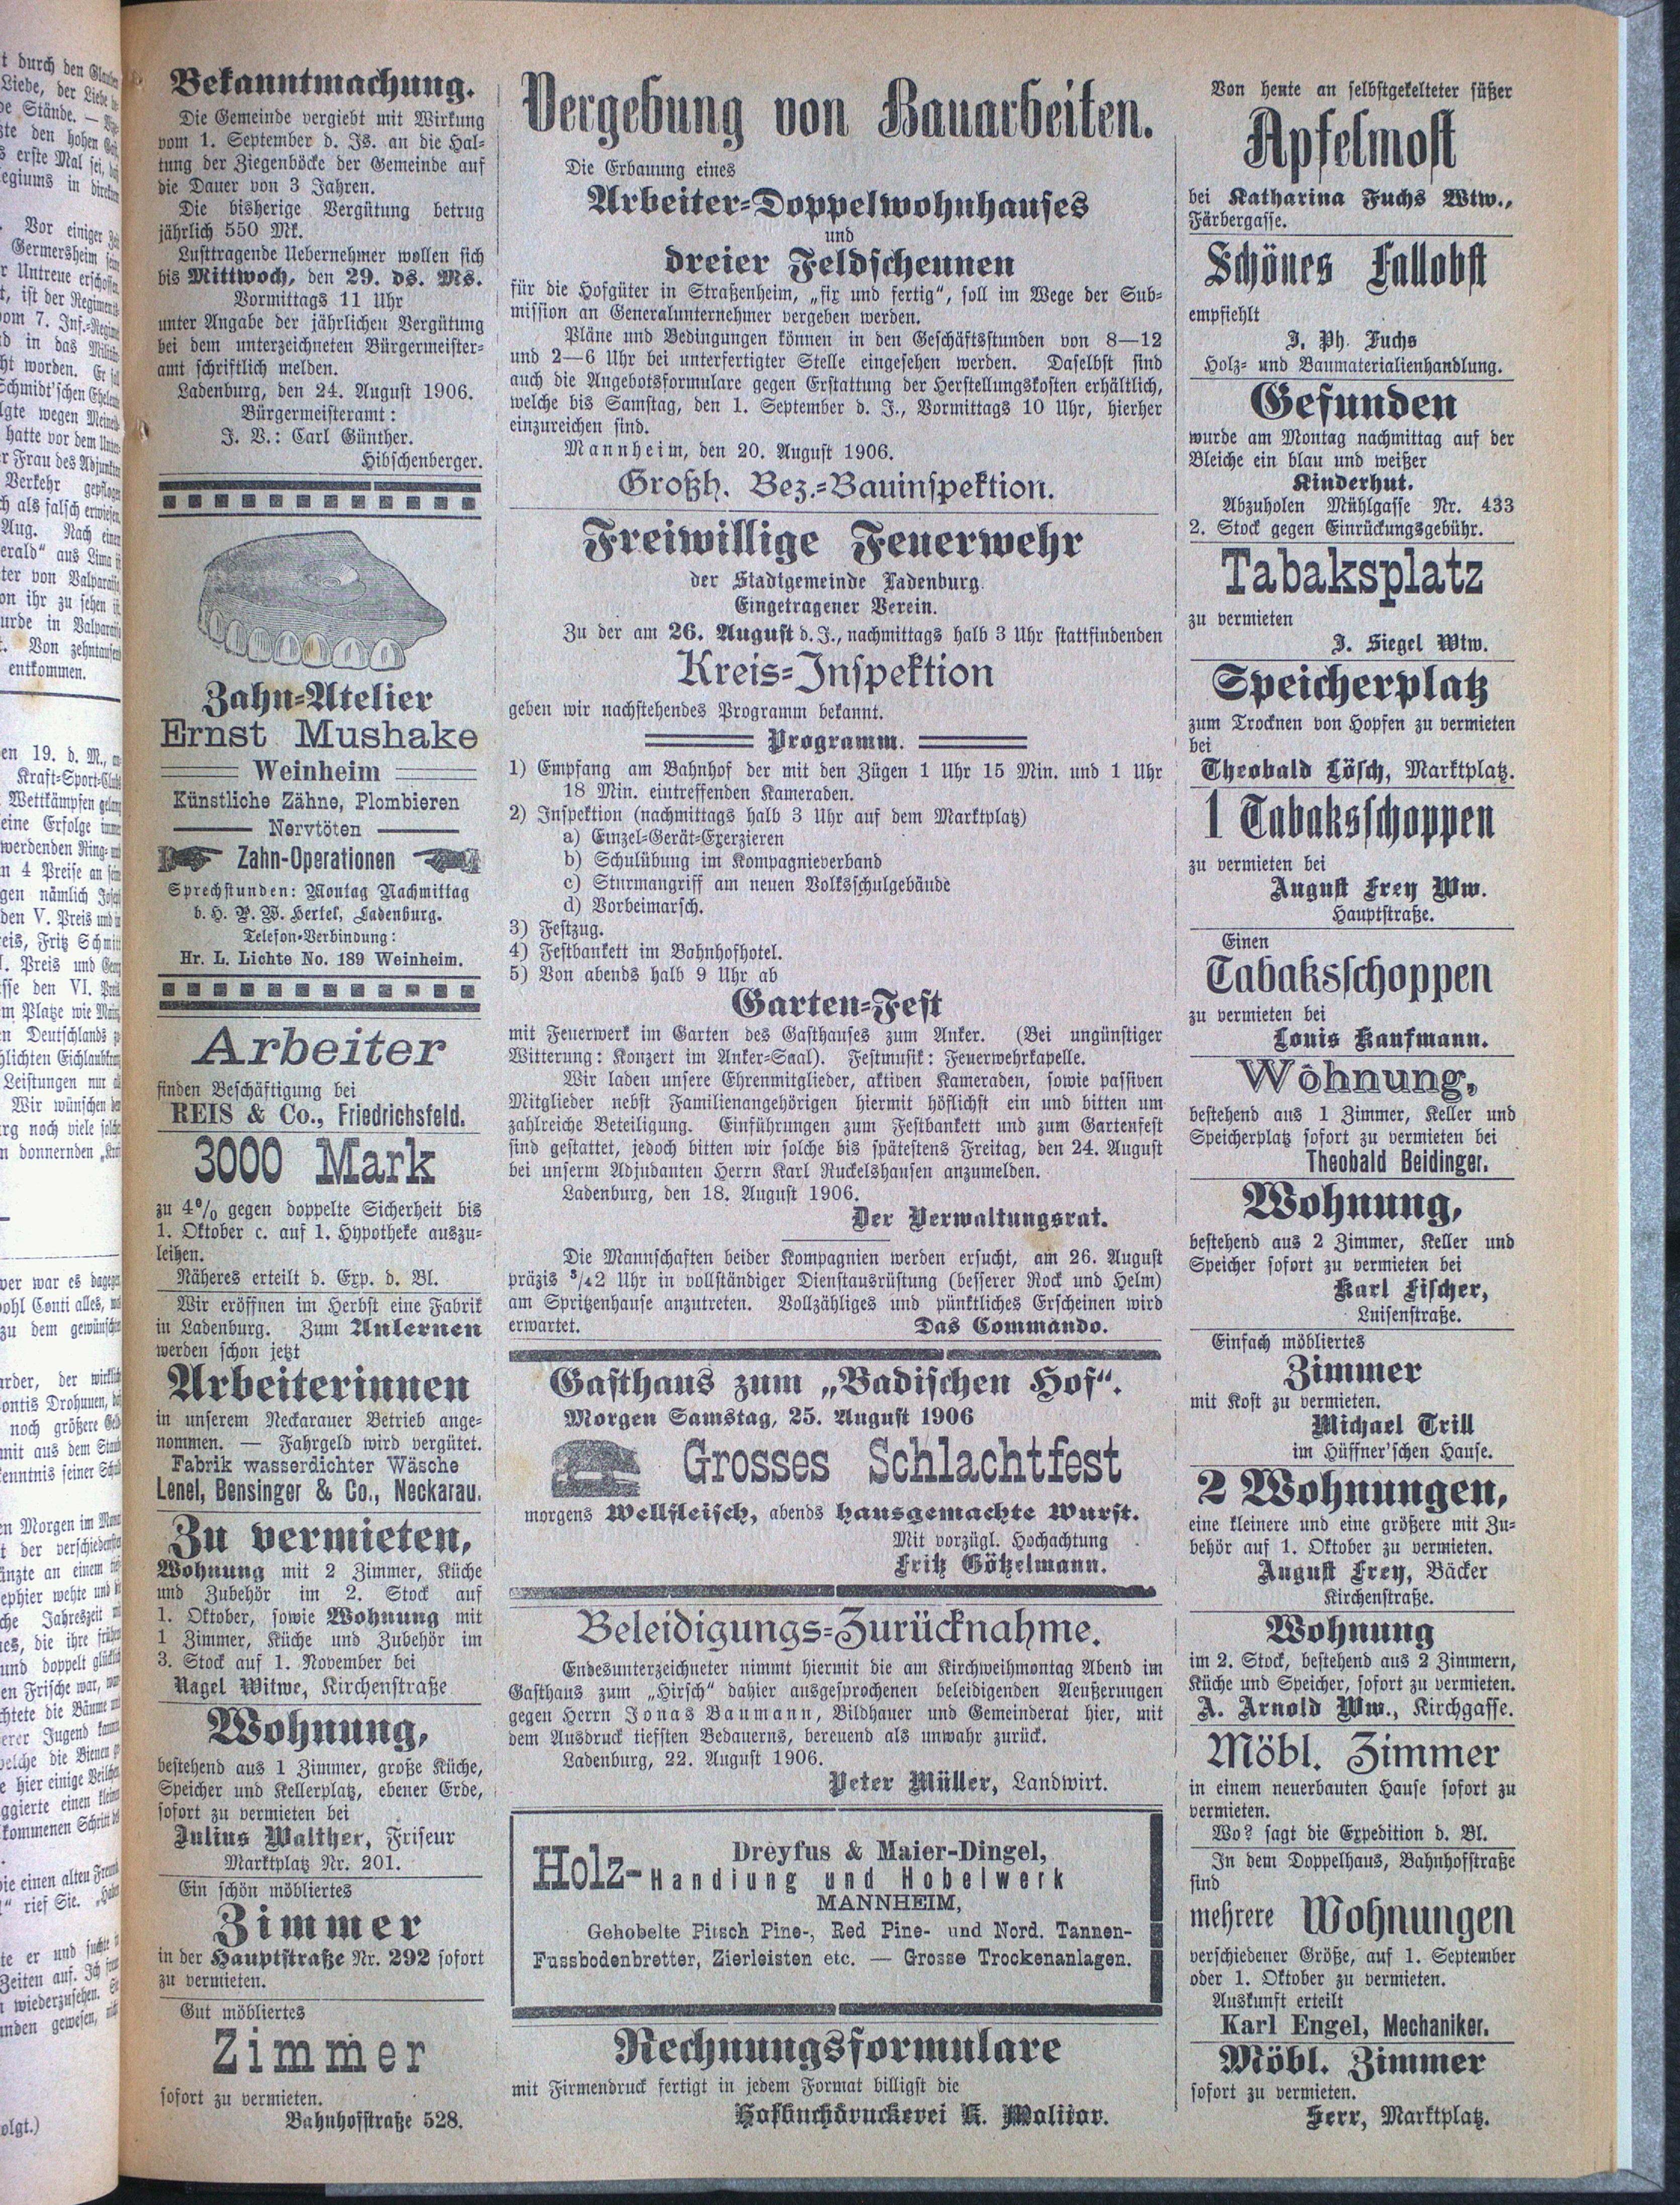 Bekanntmachung.
Die Gemeinde vergiebt mit Wirkung
vom 1. September d. Js. an die Hal-
tung der Ziegenböcke der Gemeinde auf
die Dauer von 3 Jahren.
Die bisherige Vergütung betrug
jährlich 550 Mk.
Lusttragende Uebernehmer wollen sich
bis Mittwoch, den 29. ds. Ms.
Vormittags 11 Uhr
unter Angabe der jährlichen Vergütung
bei dem unterzeichneten Bürgermeister-
amt schriftlich melden.
Ladenburg, den 24. August 1906.
Bürgermeisteramt:
J. V.: Carl Günther.
Hibschenberger.
Zahn-Atelier
Ernst Mushake
Weinheim
Künstliche Zähne, Plombieren
Nervtöten
Zahn-Operationen
Sprechstunden: Montag Nachmittag
b. H. P. W. Hertel, Ladenburg.
Telefon-Verbindung:
Hr. L. Lichte No. 189 Weinheim.
Arbeiter
finden Beschäftigung bei
REIS & Co., Friedrichsfeld.
3000 Mark
zu 4% gegen doppelte Sicherheit bis
1. Oktober c. auf 1. Hypotheke auszu-
leihen.
Näheres erteilt d. Exp. d. Bl.
Wir eröffnen im Herbst eine Fabrik
in Ladenburg. Zum Anlernen
werden schon jetzt
Arbeiterinnen
in unserem Neckarauer Betrieb ange-
nommen. — Fahrgeld wird vergütet.
Fabrik wasserdichter Wäsche
Lenel, Bensinger & Co., Neckarau.
Zu vermieten,
Wohnung mit 2 Zimmer, Küche
und Zubehör im 2. Stock auf
1. Oktober, sowie Wohnung mit
1 Zimmer, Küche und Zubehör im
3. Stock auf 1. November bei
Nagel Witwe, Kirchenstraße
Wohnung,
bestehend aus 1 Zimmer, große Küche,
Speicher und Kellerplatz, ebener Erde,
sofort zu vermieten bei
Julius Walther, Friseur
Marktplatz Nr. 201.
Ein schön möbliertes
Zimmer
in der Hauptstraße Nr. 292 sofort
zu vermieten.
Gut möbliertes
Zimmer
sofort zu vermieten.
Bahnhofstraße 528.
Vergebung von Bauarbeiten.
Die Erbauung eines
Arbeiter-Doppelwohnhauses
und
dreier Feldscheunen
für die Hofgüter in Straßenheim, „fix und fertig“, soll im Wege der Sub-
mission an Generalunternehmer vergeben werden.
Pläne und Bedingungen können in den Geschäftsstunden von 8—12
und 2—6 Uhr bei unterfertigter Stelle eingesehen werden. Daselbst sind
auch die Angebotsformulare gegen Erstattung der Herstellungskosten erhältlich,
welche bis Samstag, den 1. September d. J., Vormittags 10 Uhr, hierher
einzureichen sind.
Mannheim, den 20. August 1906.
Großh. Bez.-Bauinspektion.
Freiwillige Feuerwehr
der Stadtgemeinde Ladenburg
Eingetragener Verein.
Zu der am 26. August d. J., nachmittags halb 3 Uhr stattfindenden
Kreis-Inspektion
geben wir nachstehendes Programm bekannt.
Programm.
1) Empfang am Bahnhof der mit den Zügen 1 Uhr 15 Min. und 1 Uhr
18 Min. eintreffenden Kameraden.
2) Inspektion (nachmittags halb 3 Uhr auf dem Marktplatz)
a) Einzel-Gerät-Exerzieren
b) Schulübung im Kompagnieverband
c) Sturmangriff am neuen Volksschulgebäude
d) Vorbeimarsch.
3) Festzug.
4) Festbankett im Bahnhofhotel.
5) Von abends halb 9 Uhr ab
Garten-Fest
mit Feuerwerk im Garten des Gasthauses zum Anker. (Bei ungünstiger
Witterung: Konzert im Anker-Saal). Festmusik: Feuerwehrkapelle.
Wir laden unsere Ehrenmitglieder, aktiven Kameraden, sowie passiven
Mitglieder nebst Familienangehörigen hiermit höflichst ein und bitten um
zahlreiche Beteiligung. Einführungen zum Festbankett und zum Gartenfest
sind gestattet, jedoch bitten wir solche bis spätestens Freitag, den 24. August
bei unserm Adjudanten Herrn Karl Ruckelshausen anzumelden.
Ladenburg, den 18. August 1906.
Der Verwaltungsrat.
Die Mannschaften beider Kompagnien werden ersucht, am 26. August
präzis 3/4 2 Uhr in vollständiger Dienstausrüstung (besserer Rock und Helm)
am Spritzenhause anzutreten. Vollzähliges und pünktliches Erscheinen wird
erwartet. Das Commando.
Gasthaus zum „Badischen Hof“.
Morgen Samstag, 25. August 1906
Grosses Schlachtfest
morgens Wellfleisch, abends hausgemachte Wurst.
Mit vorzügl. Hochachtung
Fritz Götzelmann.
Beleidigungs-Zurücknahme.
Endesunterzeichneter nimmt hiermit die am Kirchweihmontag Abend im
Gasthaus zum „Hirsch“ dahier ausgesprochenen beleidigenden Aeußerungen
gegen Herrn Jonas Baumann, Bildhauer und Gemeinderat hier, mit
dem Ausdruck tiefsten Bedauerns, bereuend als unwahr zurück.
Ladenburg, 22. August 1906.
Peter Müller, Landwirt.
Dreyfus & Maier-Dingel,
Holz-Handlung und Hobelwerk
MANNHEIM,
Gehobelte Pitsch Pine-, Red Pine- und Nord. Tannen-
Fussbodenbretter, Zierleisten etc. — Grosse Trockenanlagen.
Rechnungsformulare
mit Firmendruck fertigt in jedem Format billigst die
Hofbuchdruckerei K. Molitor.
Von heute an selbstgekelteter süßer
Apfelmost
bei Katharina Fuchs Wtw.,
Färbergasse.
Schönes Fallobst
empfiehlt
J. Ph. Fuchs
Holz- und Baumaterialienhandlung.
Gefunden
wurde am Montag nachmittag auf der
Bleiche ein blau und weißer
Kinderhut.
Abzuholen Mühlgasse Nr. 433
2. Stock gegen Einrückungsgebühr.
Tabaksplatz
zu vermieten
J. Siegel Wtw.
Speicherplatz
zum Trocknen von Hopfen zu vermieten
bei
Theobald Lösch, Marktplatz.
1 Tabaksschoppen
zu vermieten bei
August Frey Ww.
Hauptstraße.
Einen
Tabaksschoppen
zu vermieten bei
Louis Kaufmann.
Wohnung,
bestehend aus 1 Zimmer, Keller und
Speicherplatz sofort zu vermieten bei
Theobald Beidinger.
Wohnung,
bestehend aus 2 Zimmer, Keller und
Speicher sofort zu vermieten bei
Karl Fischer,
Luisenstraße.
Einfach möbliertes
Zimmer
mit Kost zu vermieten.
Michael Trill
im Hüffner'schen Hause.
2 Wohnungen,
eine kleinere und eine größere mit Zu-
behör auf 1. Oktober zu vermieten.
August Frey, Bäcker
Kirchenstraße.
Wohnung
im 2. Stock, bestehend aus 2 Zimmern,
Küche und Speicher, sofort zu vermieten.
A. Arnold Ww., Kirchgasse.
Möbl. Zimmer
in einem neuerbauten Hause sofort zu
vermieten.
Wo? sagt die Expedition d. Bl.
In dem Doppelhaus, Bahnhofstraße
sind
mehrere Wohnungen
verschiedener Größe, auf 1. September
oder 1. Oktober zu vermieten.
Auskunft erteilt
Karl Engel, Mechaniker.
Möbl. Zimmer
sofort zu vermieten.
Herr, Marktplatz.